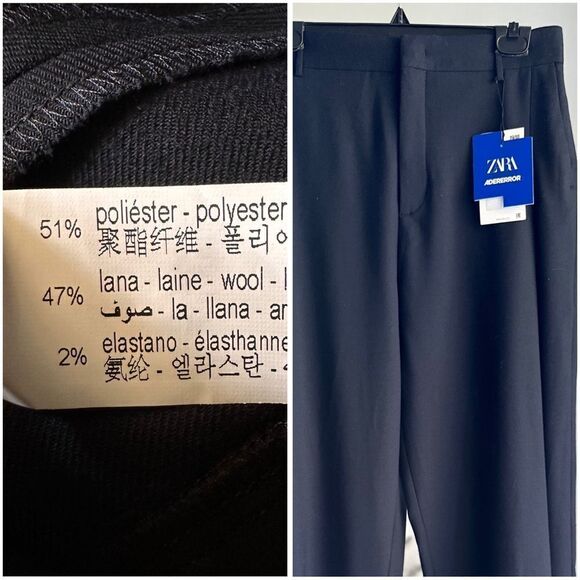 51% poliéster - polyester
聚酯纤维 - 폴리에
47% lana - laine - wool -
صوف - la - llana - ar
2% elastano - élasthanne
氨纶 - 엘라스탄 -
ZARA
ADERERROR